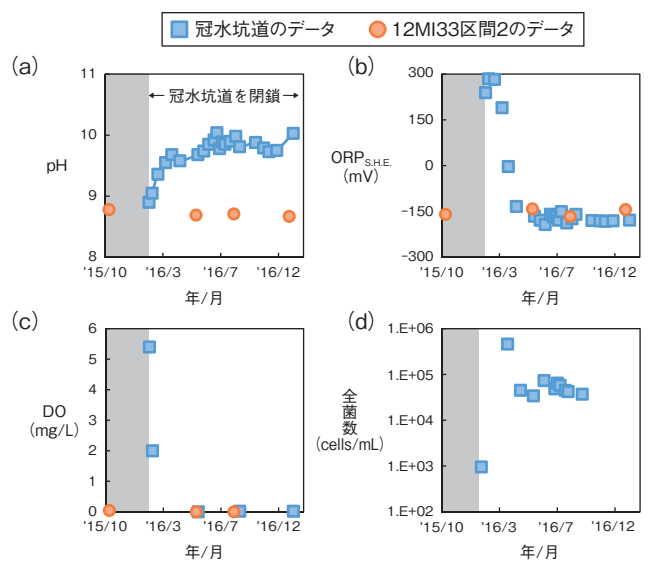 冠水坑道のデータ 12MI33区間2のデータ
(a)
11
10
9
8
pH
←冠水坑道を閉鎖→
'15/10 '16/3 '16/7 '16/12
年/月
(b)
300
150
0
-150
-300
ORP S.H.E.
(mV)
'15/10 '16/3 '16/7 '16/12
年/月
(c)
6
5
4
3
2
1
0
DO
(mg/L)
'15/10 '16/3 '16/7 '16/12
年/月
(d)
1.E+06
1.E+05
1.E+04
1.E+03
1.E+02
全菌数
(cells/mL)
'15/10 '16/3 '16/7 '16/12
年/月